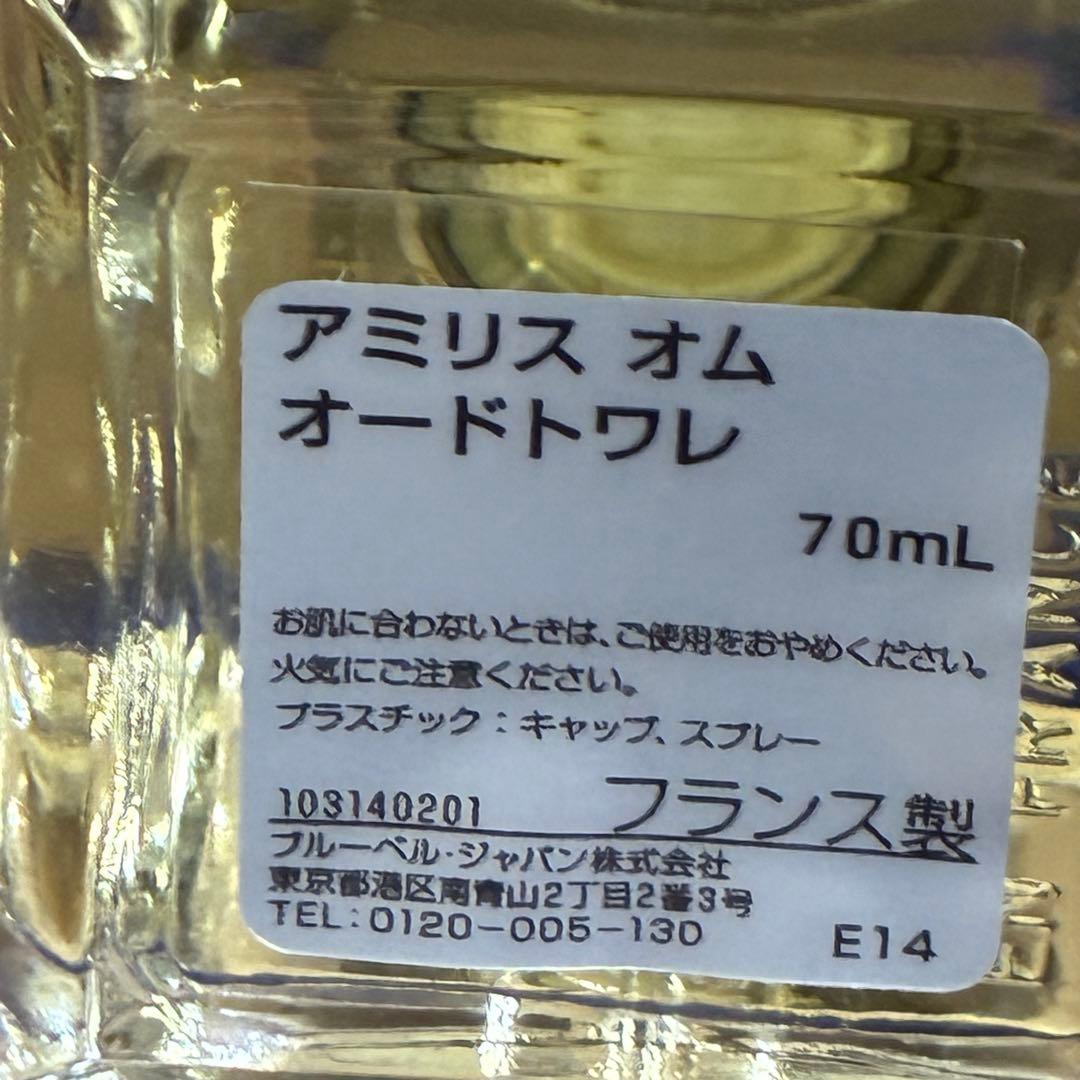 アミリス オム
オードトワレ
70mL
お肌に合わないときは、ご使用をおやめください。
火気にご注意ください。
プラスチック：キャップ、スプレー
103140201 フランス製
ブルーベル・ジャパン株式会社
東京都港区南青山2丁目2番3号
TEL：0120-005-130 E14